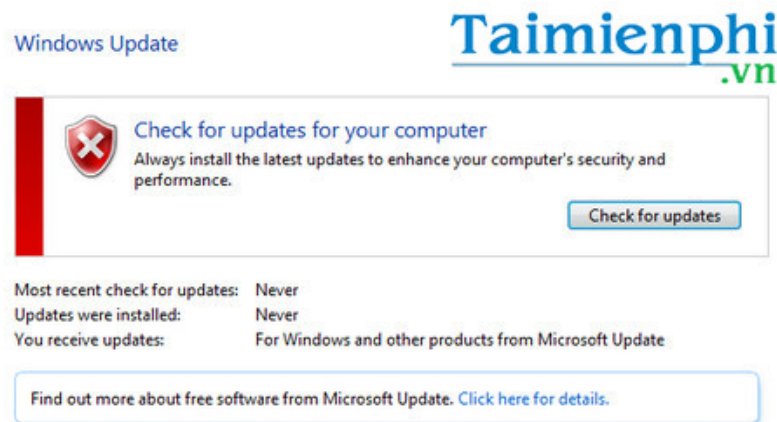 Windows Update
Taimienphi
.vn
Check for updates for your computer
Always install the latest updates to enhance your computer's security and
performance.
Check for updates
Most recent check for updates: Never
Updates were installed: Never
You receive updates: For Windows and other products from Microsoft Update
Find out more about free software from Microsoft Update. Click here for details.